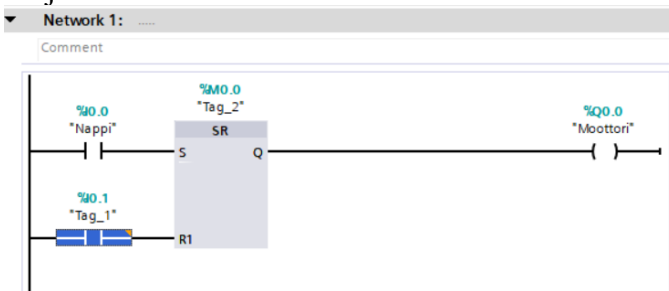 Network 1: .....
Comment
%M0.0
"Tag_2"
%I0.0
"Nappi"
SR
%Q0.0
"Moottori"
S
Q
%I0.1
"Tag_1"
R1